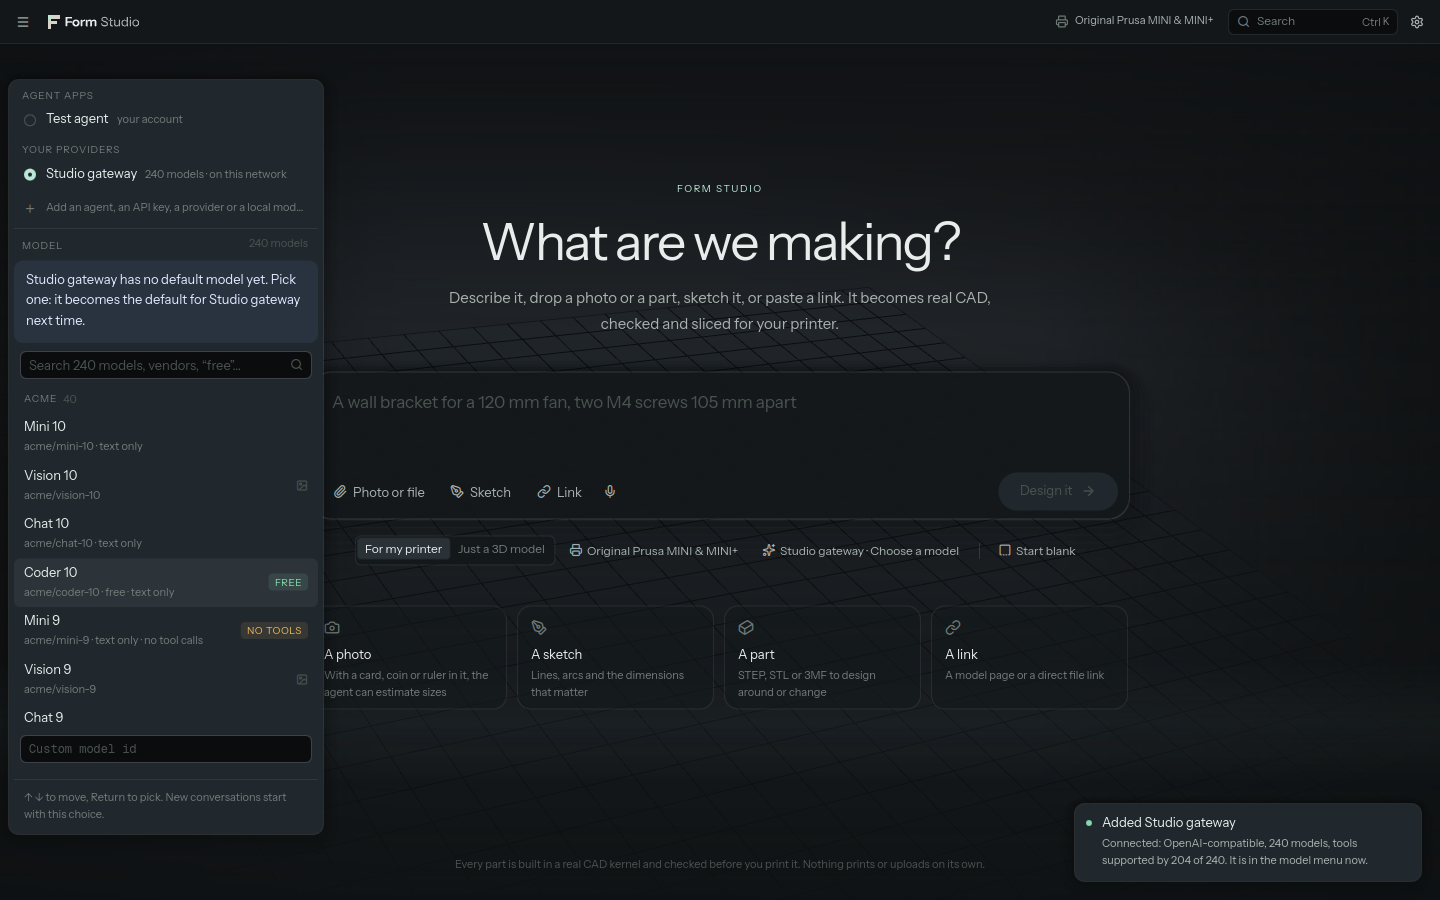 Form Studio
Original Prusa MINI & MINI+
Search
Ctrl K
AGENT APPS
Test agent your account
YOUR PROVIDERS
Studio gateway 240 models · on this network
Add an agent, an API key, a provider or a local mod...
MODEL
240 models
Studio gateway has no default model yet. Pick
one: it becomes the default for Studio gateway
next time.
Search 240 models, vendors, “free”...
ACME 40
Mini 10
acme/mini-10 · text only
Vision 10
acme/vision-10
Chat 10
acme/chat-10 · text only
Coder 10
acme/coder-10 · free · text only
FREE
Mini 9
acme/mini-9 · text only · no tool calls
NO TOOLS
Vision 9
acme/vision-9
Chat 9
Custom model id
↑↓ to move, Return to pick. New conversations start
with this choice.
FORM STUDIO
What are we making?
Describe it, drop a photo or a part, sketch it, or paste a link. It becomes real CAD,
checked and sliced for your printer.
A wall bracket for a 120 mm fan, two M4 screws 105 mm apart
Photo or file
Sketch
Link
Design it
For my printer
Just a 3D model
Original Prusa MINI & MINI+
Studio gateway · Choose a model
Start blank
A photo
With a card, coin or ruler in it, the
agent can estimate sizes
A sketch
Lines, arcs and the dimensions
that matter
A part
STEP, STL or 3MF to design
around or change
A link
A model page or a direct file link
Every part is built in a real CAD kernel and checked before you print it. Nothing prints or uploads on its own.
Added Studio gateway
Connected: OpenAI-compatible, 240 models, tools
supported by 204 of 240. It is in the model menu now.